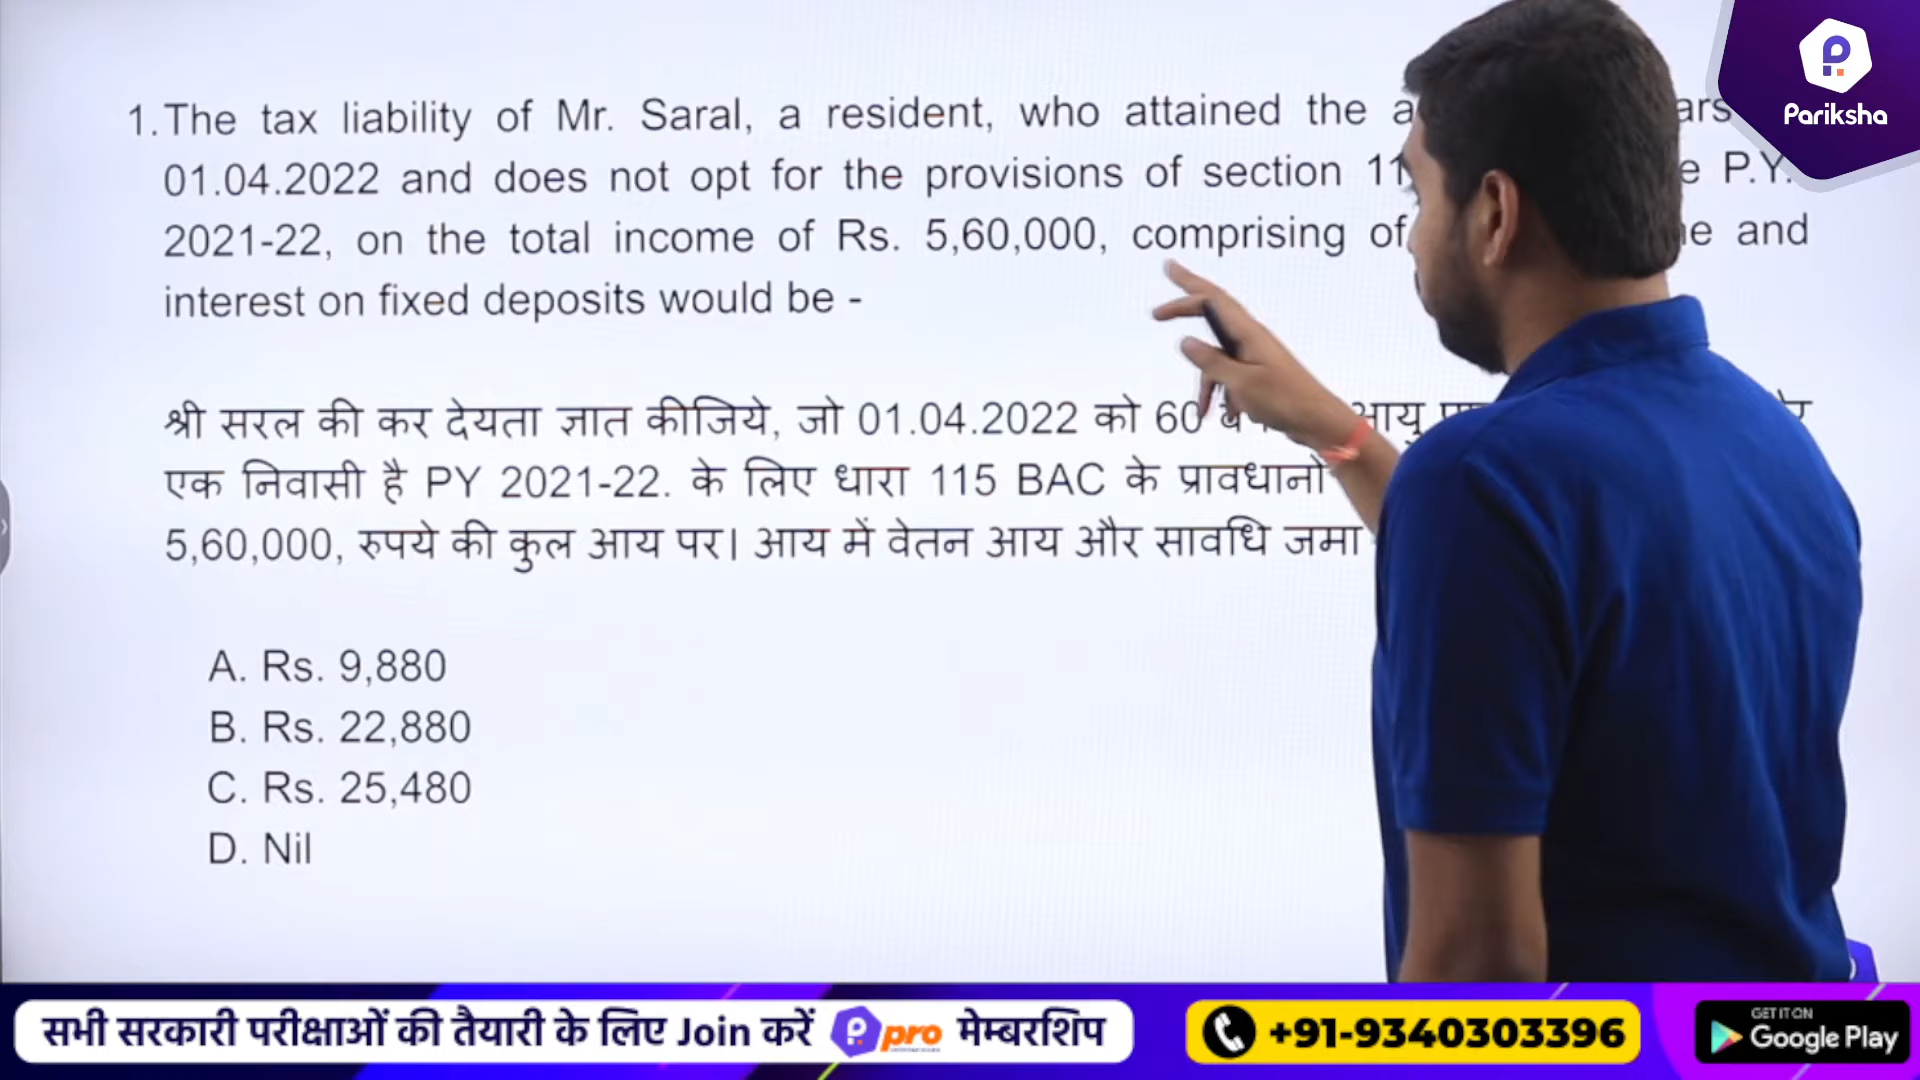 1. The tax liability of Mr. Saral, a resident, who attained the
01.04.2022 and does not opt for the provisions of section P.Y.
2021-22, on the total income of Rs. 5,60,000, comprising of and
interest on fixed deposits would be -
श्री सरल की कर देयता ज्ञात कीजिये, जो 01.04.2022 को 60
एक निवासी है PY 2021-22. के लिए धारा 115 BAC के प्रावधानो
5,60,000, रुपये की कुल आय पर। आय में वेतन आय और सावधि जमा
A. Rs. 9,880
B. Rs. 22,880
C. Rs. 25,480
D. Nil
Pariksha
सभी सरकारी परीक्षाओं की तैयारी के लिए Join करें pro मेम्बरशिप
+91-9340303396
GET IT ON
Google Play